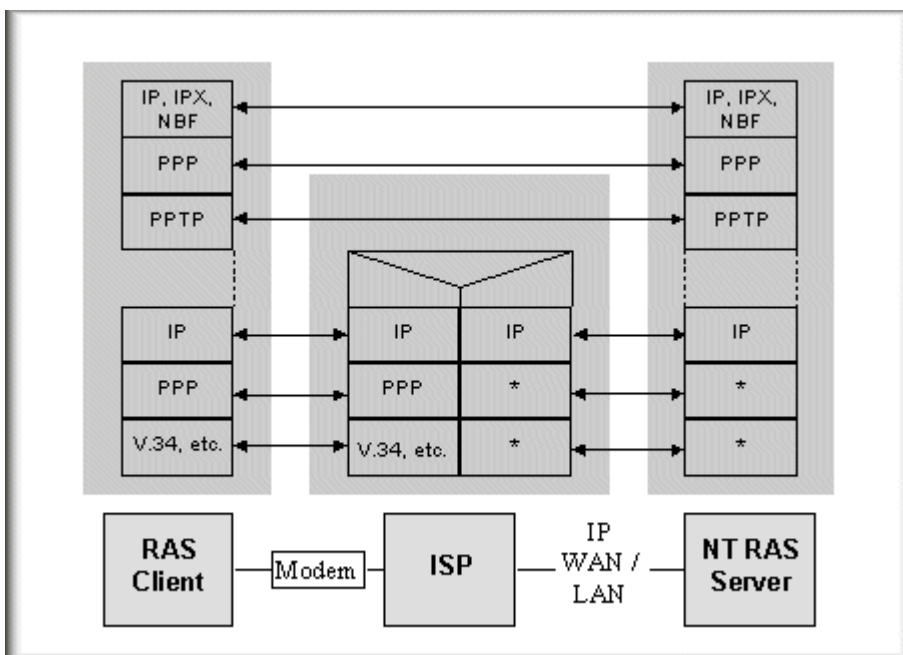 IP, IPX,
NBF
IP, IPX,
NBF
PPP
PPP
PPTP
PPTP
IP
IP
IP
IP
PPP
PPP
*
*
V.34, etc.
V.34, etc.
*
*
RAS
Client
Modem
ISP
IP
WAN /
LAN
NT RAS
Server